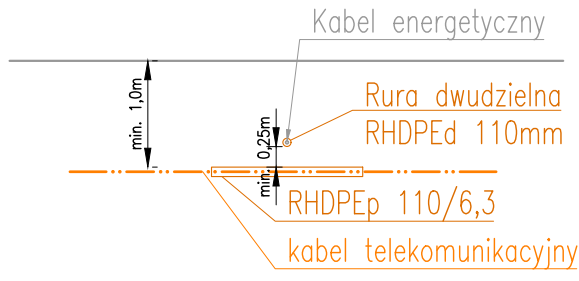 Kabel energetyczny
min. 1,0m
Rura dwudzielna
RHDPEd 110mm
min. 0,25m
RHDPEp 110/6,3
kabel telekomunikacyjny